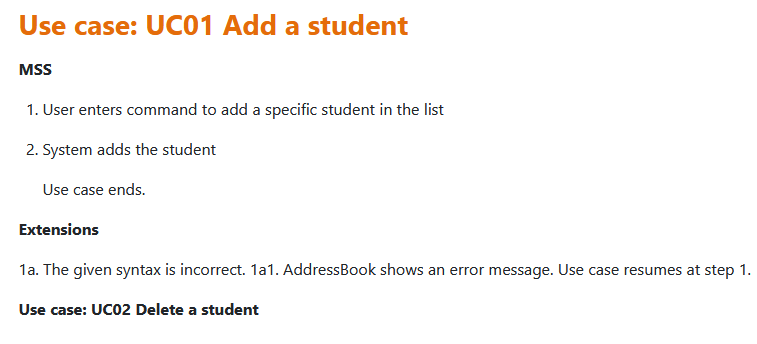 Use case: UC01 Add a student
MSS
1. User enters command to add a specific student in the list
2. System adds the student
Use case ends.
Extensions
1a. The given syntax is incorrect. 1a1. AddressBook shows an error message. Use case resumes at step 1.
Use case: UC02 Delete a student